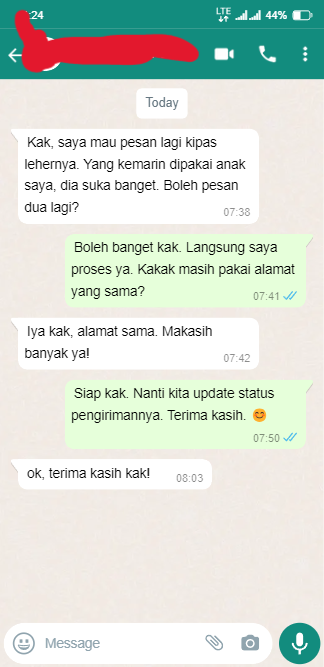 :24
LTE
44%
Today
Kak, saya mau pesan lagi kipas
lehernya. Yang kemarin dipakai anak
saya, dia suka banget. Boleh pesan
dua lagi?
07:38
Boleh banget kak. Langsung saya
proses ya. Kakak masih pakai alamat
yang sama?
07:41
Iya kak, alamat sama. Makasih
banyak ya!
07:42
Siap kak. Nanti kita update status
pengirimannya. Terima kasih. 😊
07:50
ok, terima kasih kak!
08:03
Message